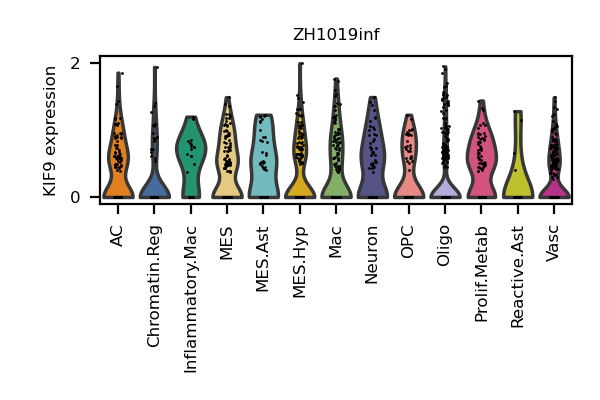 ZH1019inf
KIF9 expression
2
0
AC
Chromatin.Reg
Inflammatory.Mac
MES
MES.Ast
MES.Hyp
Mac
Neuron
OPC
Oligo
Prolif.Metab
Reactive.Ast
Vasc